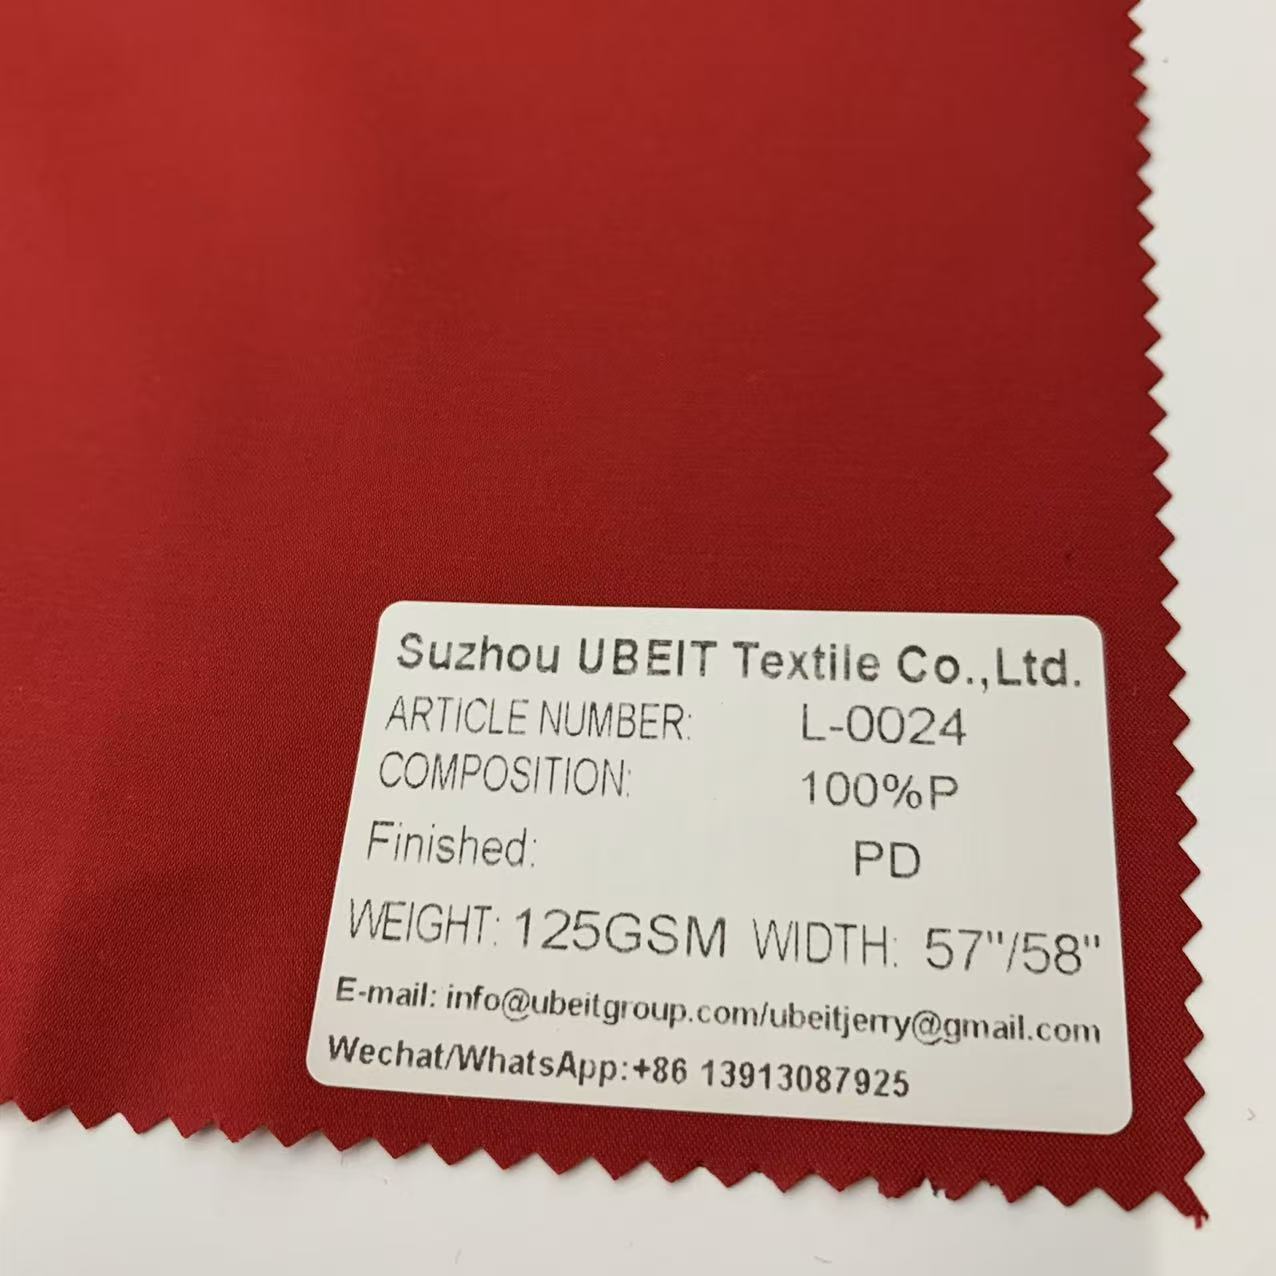 Suzhou UBEIT Textile Co.,Ltd.
ARTICLE NUMBER: L-0024
COMPOSITION: 100%P
Finished: PD
WEIGHT: 125GSM WIDTH: 57"/58"
E-mail: info@ubeitgroup.com/ubeitjerry@gmail.com
Wechat/WhatsApp:+86 13913087925